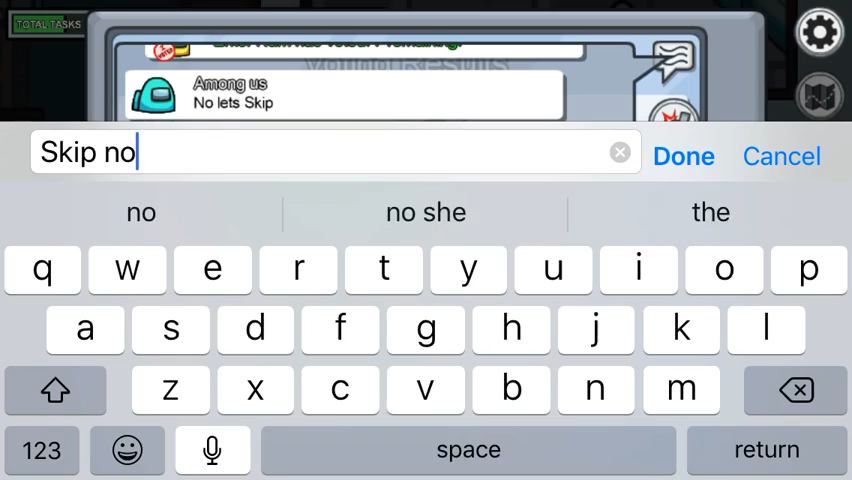 TOTAL TASKS
Among us
No lets Skip
Skip no
Done
Cancel
no
no she
the
q w e r t y u i o p
a s d f g h j k l
z x c v b n m
123
space
return